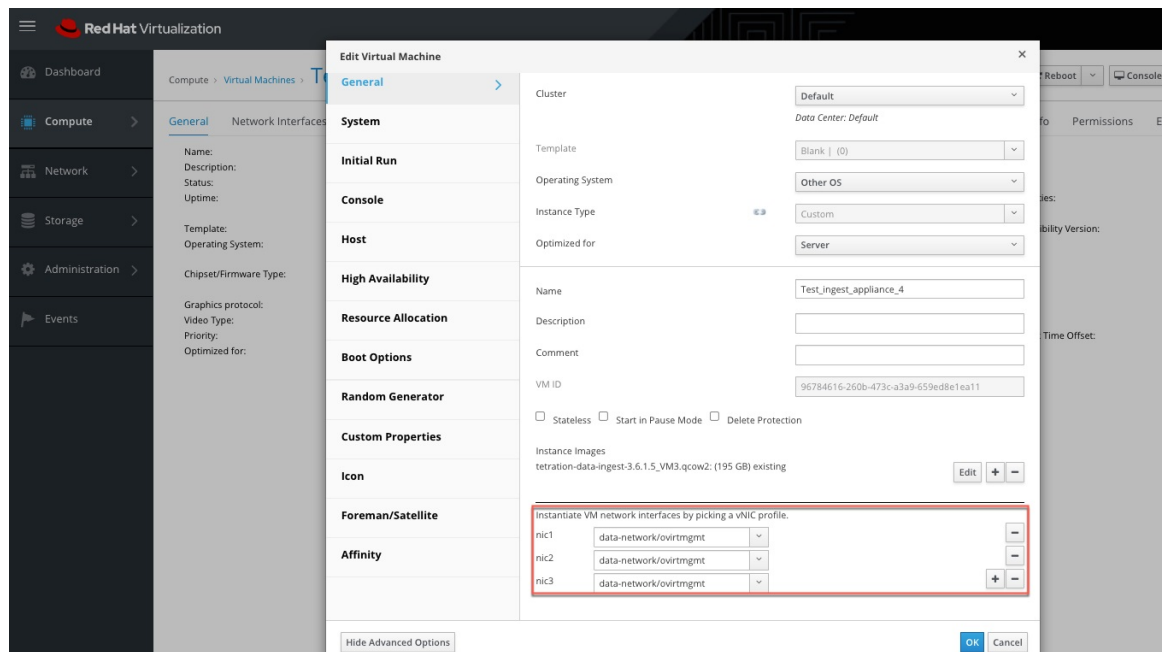 Red Hat Virtualization
Dashboard
Compute
Network
Storage
Administration
Events
Compute > Virtual Machines >
Reboot
Console
General Network Interfaces
Permissions
Name:
Description:
Status:
Uptime:
Template:
Operating System:
Chipset/Firmware Type:
Graphics protocol:
Video Type:
Priority:
Optimized for:
Time Offset:
Edit Virtual Machine
×
General
System
Initial Run
Console
Host
High Availability
Resource Allocation
Boot Options
Random Generator
Custom Properties
Icon
Foreman/Satellite
Affinity
Cluster Default
Data Center: Default
Template Blank | (0)
Operating System Other OS
Instance Type Custom
Optimized for Server
Name Test_ingest_appliance_4
Description
Comment
VM ID 96784616-260b-473c-a3a9-659ed8e1ea11
Stateless Start in Pause Mode Delete Protection
Instance Images
tetration-data-ingest-3.6.1.5_VM3.qcow2: (195 GB) existing Edit + −
Instantiate VM network interfaces by picking a vNIC profile.
nic1 data-network/ovirtmgmt −
nic2 data-network/ovirtmgmt −
nic3 data-network/ovirtmgmt + −
Hide Advanced Options OK Cancel